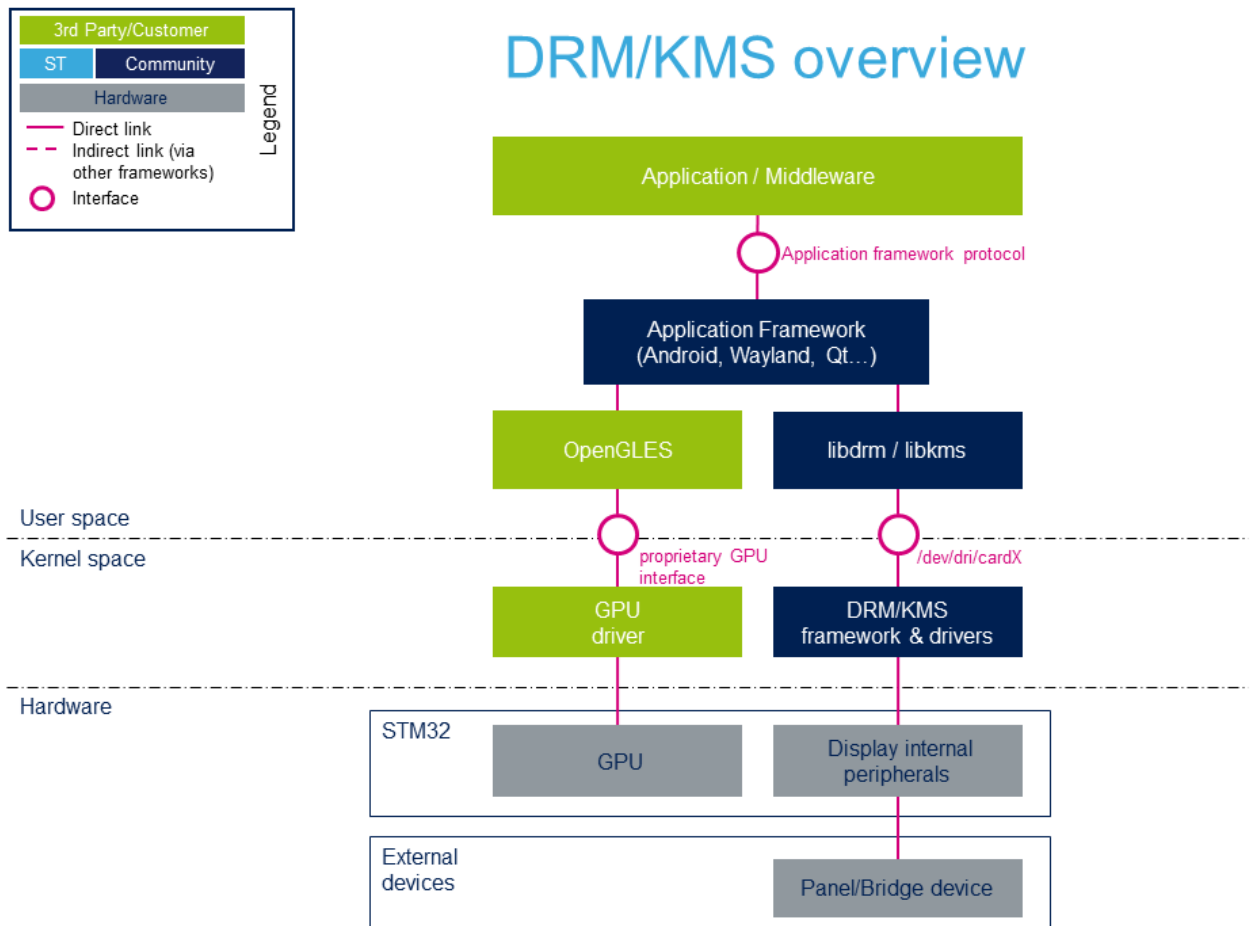 3rd Party/Customer
ST
Community
Hardware
Direct link
Indirect link (via
other frameworks)
Interface
Legend
DRM/KMS overview
Application / Middleware
Application framework protocol
Application Framework
(Android, Wayland, Qt…)
OpenGLES
libdrm / libkms
User space
Kernel space
proprietary GPU
interface
/dev/dri/cardX
GPU
driver
DRM/KMS
framework & drivers
Hardware
STM32
GPU
Display internal
peripherals
External
devices
Panel/Bridge device